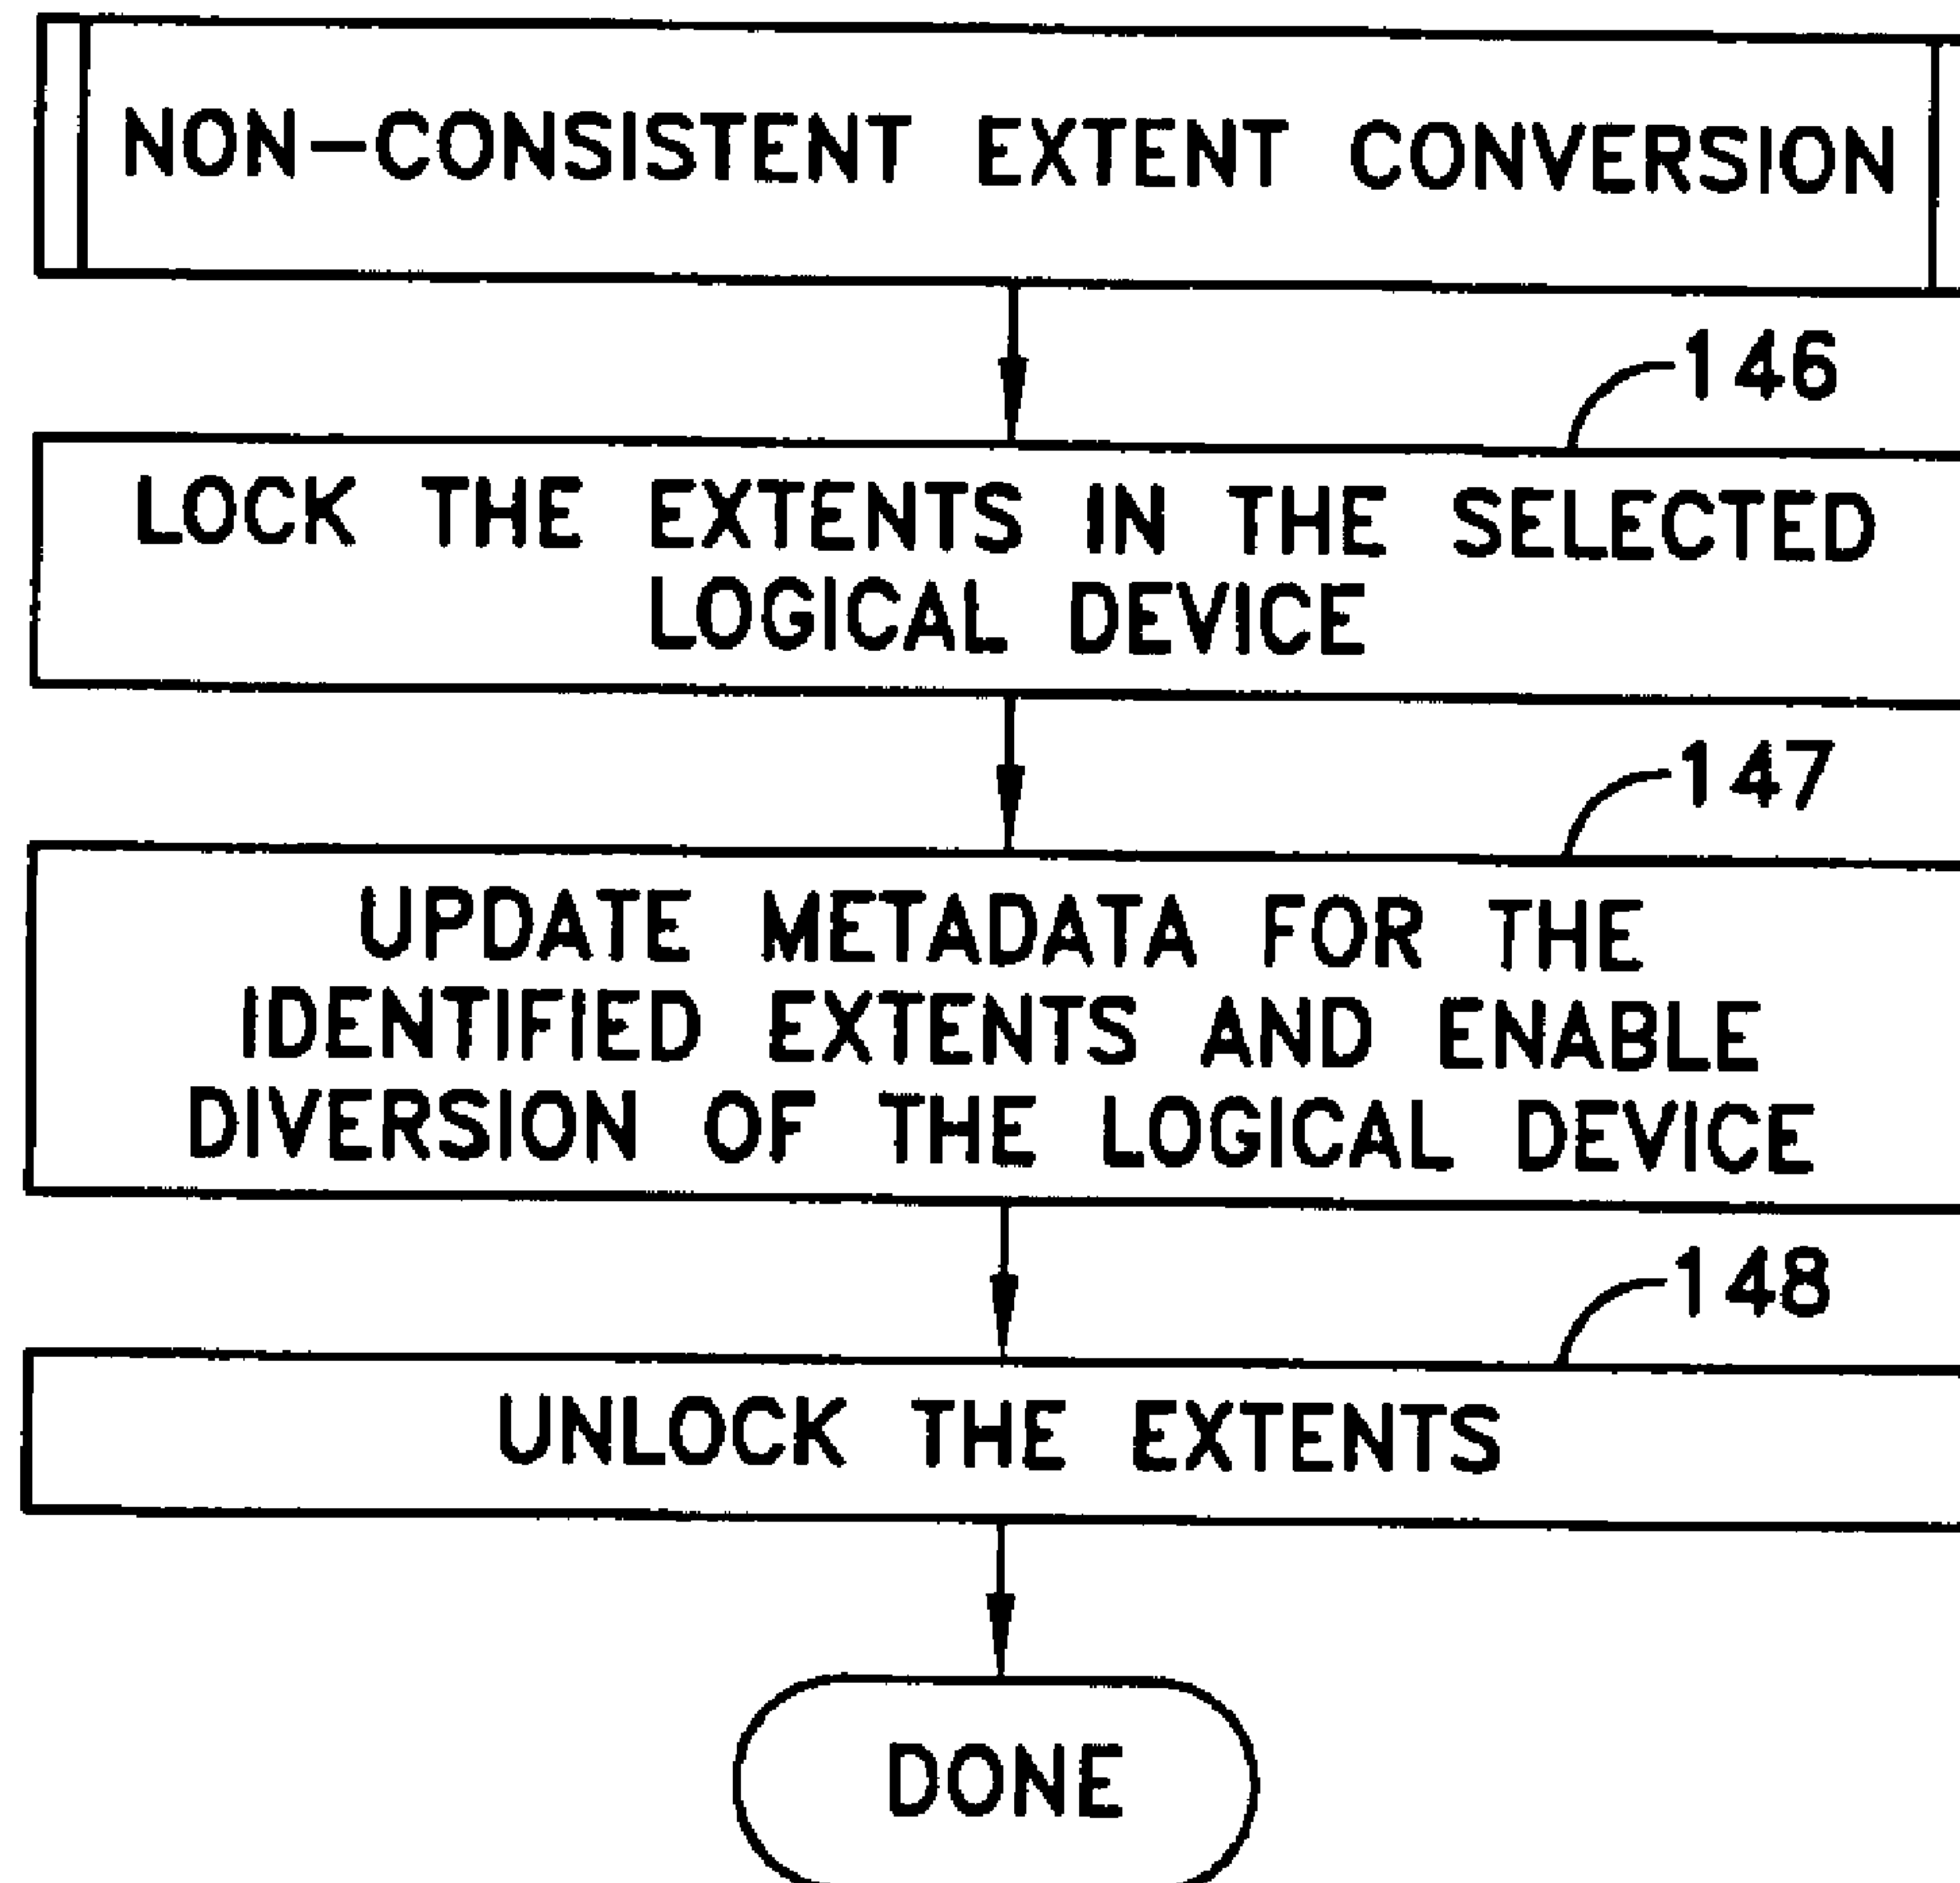 NON-CONSISTENT EXTENT CONVERSION
146
LOCK THE EXTENTS IN THE SELECTED
LOGICAL DEVICE
147
UPDATE METADATA FOR THE
IDENTIFIED EXTENTS AND ENABLE
DIVERSION OF THE LOGICAL DEVICE
148
UNLOCK THE EXTENTS
DONE